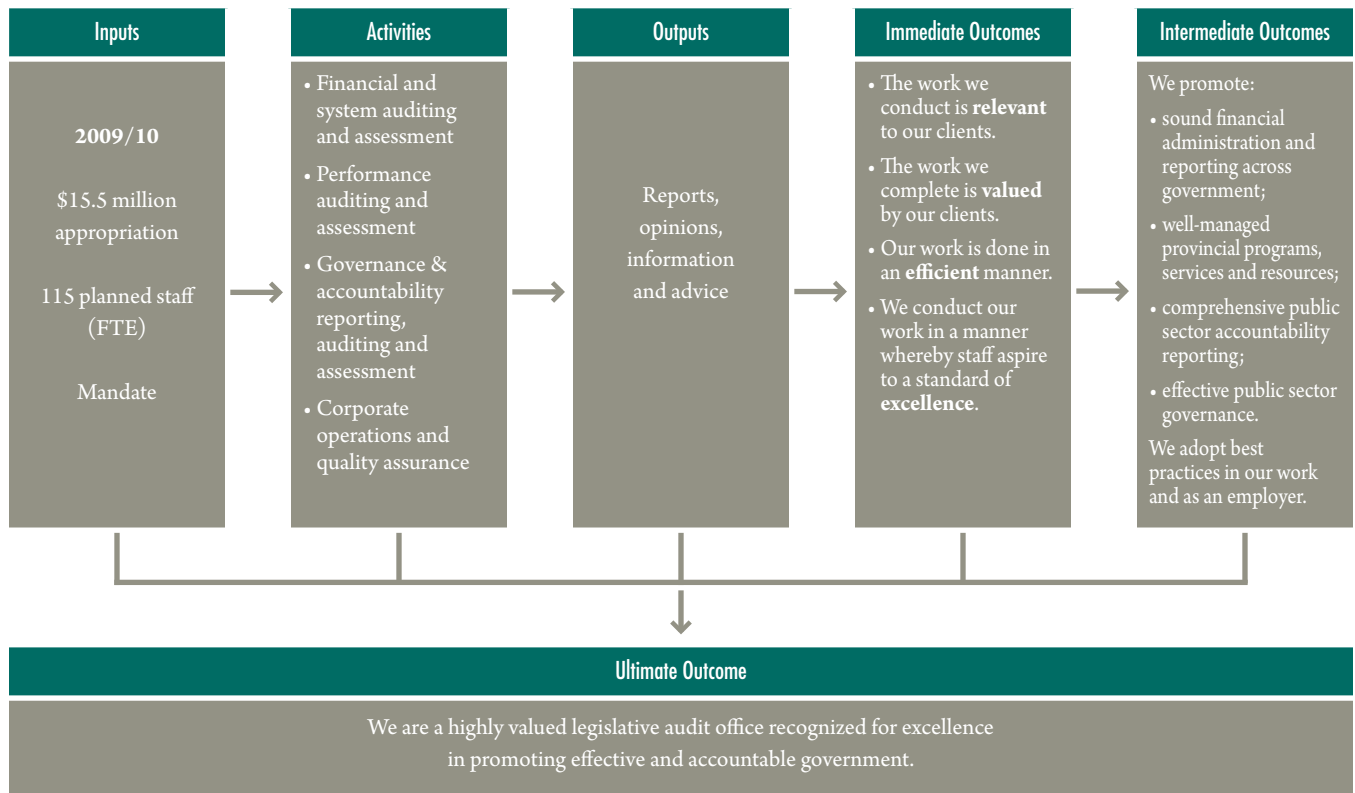 Inputs
2009/10
$15.5 million
appropriation
115 planned staff
(FTE)
Mandate
Activities
• Financial and
system auditing
and assessment
• Performance
auditing and
assessment
• Governance &
accountability
reporting,
auditing and
assessment
• Corporate
operations and
quality assurance
Outputs
Reports,
opinions,
information
and advice
Immediate Outcomes
• The work we
conduct is relevant
to our clients.
• The work we
complete is valued
by our clients.
• Our work is done in
an efficient manner.
• We conduct our
work in a manner
whereby staff aspire
to a standard of
excellence.
Intermediate Outcomes
We promote:
• sound financial
administration and
reporting across
government;
• well-managed
provincial programs,
services and resources;
• comprehensive public
sector accountability
reporting;
• effective public sector
governance.
We adopt best
practices in our work
and as an employer.
Ultimate Outcome
We are a highly valued legislative audit office recognized for excellence
in promoting effective and accountable government.